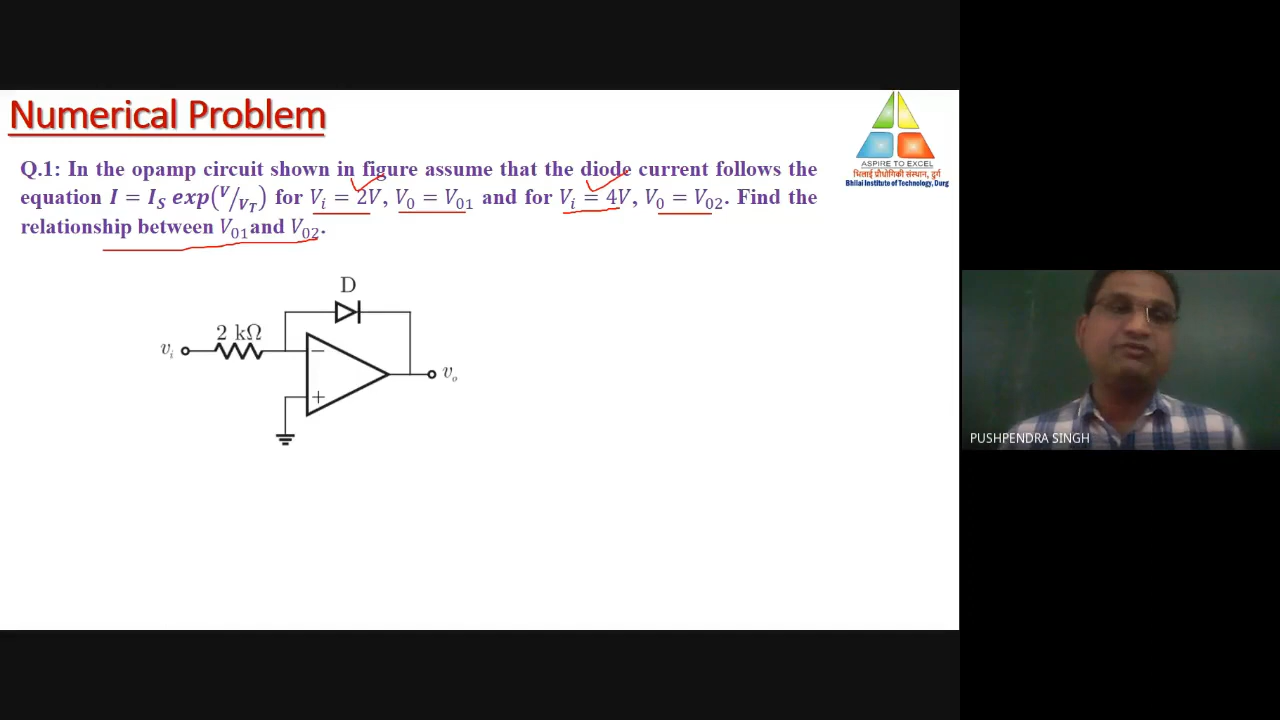 Numerical Problem
Q.1: In the opamp circuit shown in figure assume that the diode current follows the
equation I = I_S exp(V/V_T) for V_i = 2V, V_0 = V_01 and for V_i = 4V, V_0 = V_02. Find the
relationship between V_01 and V_02.
ASPIRE TO EXCEL
भिलाई प्रौद्योगिकी संस्थान, दुर्ग
Bhilai Institute of Technology, Durg
D
2 kΩ
v_i
−
+
v_o
PUSHPENDRA SINGH